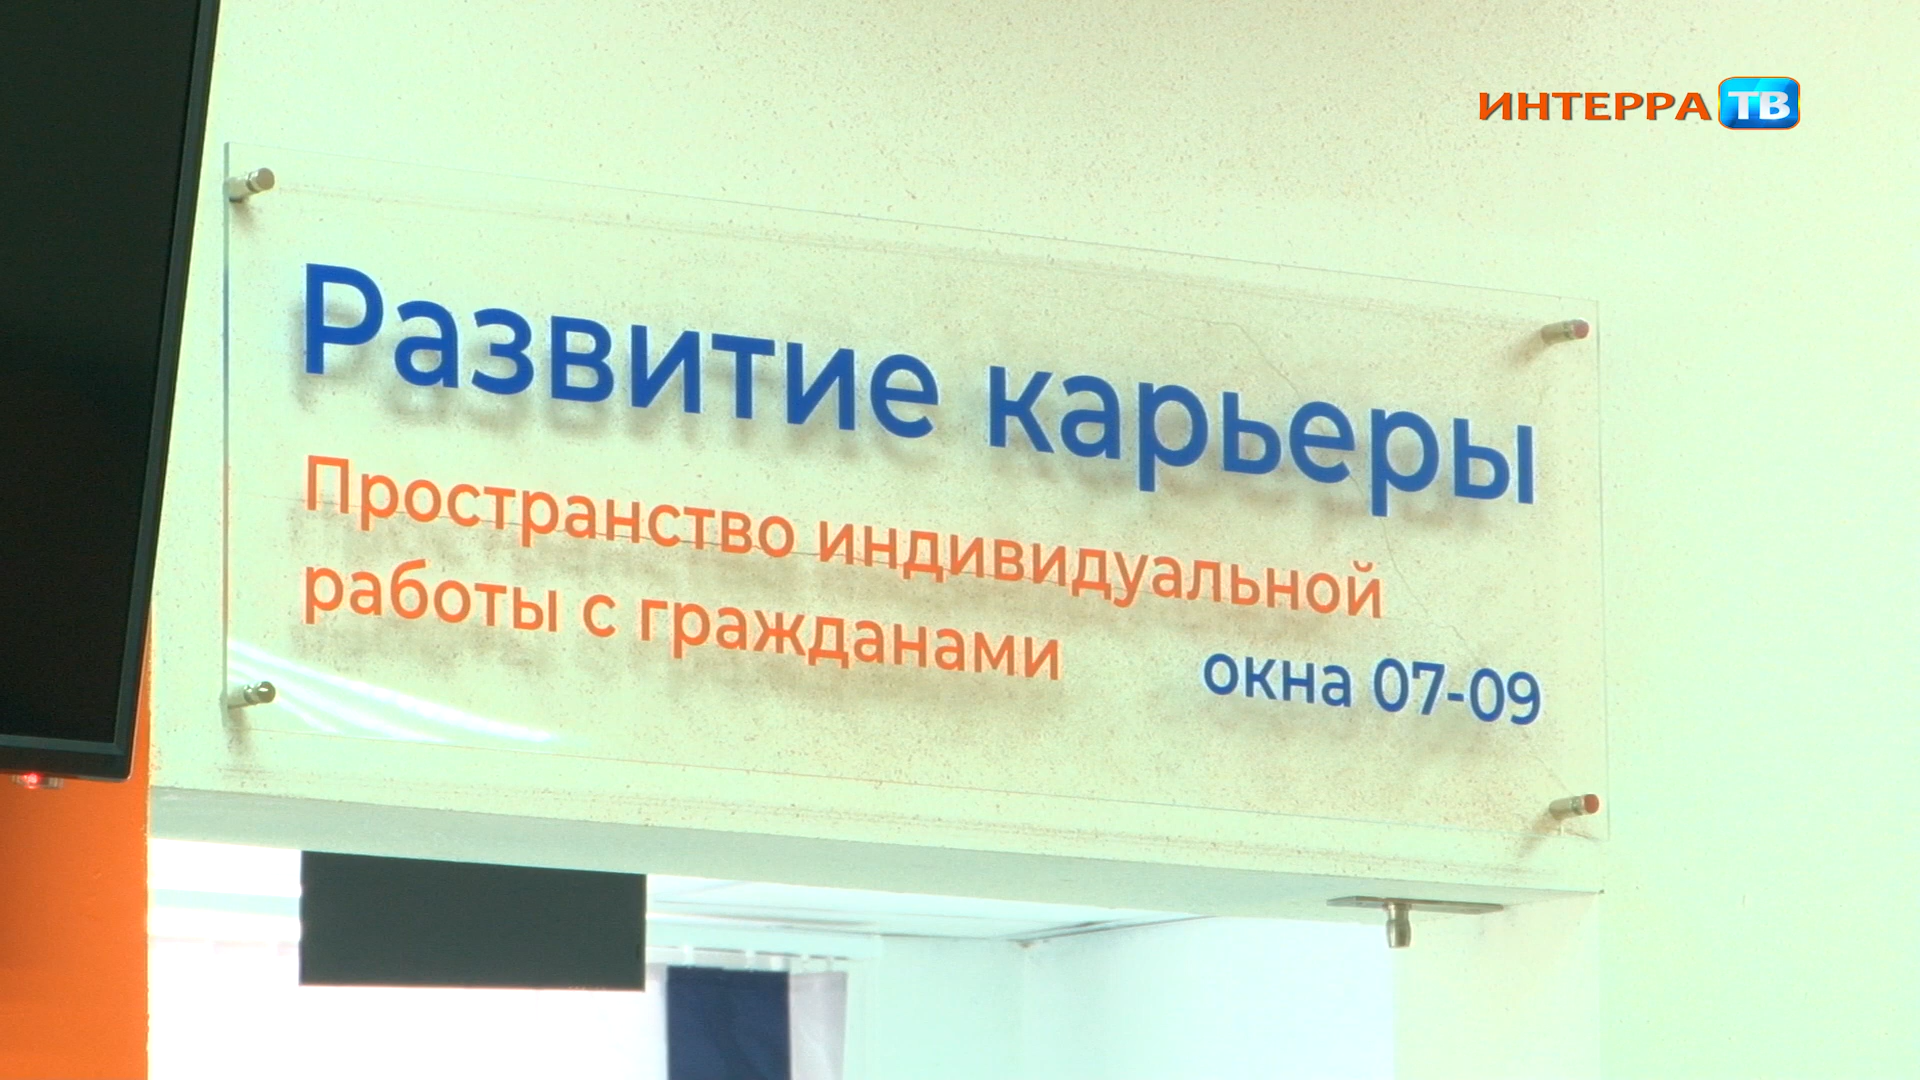 ИНТЕРРА ТВ
Развитие карьеры
Пространство индивидуальной
работы с гражданами
окна 07-09